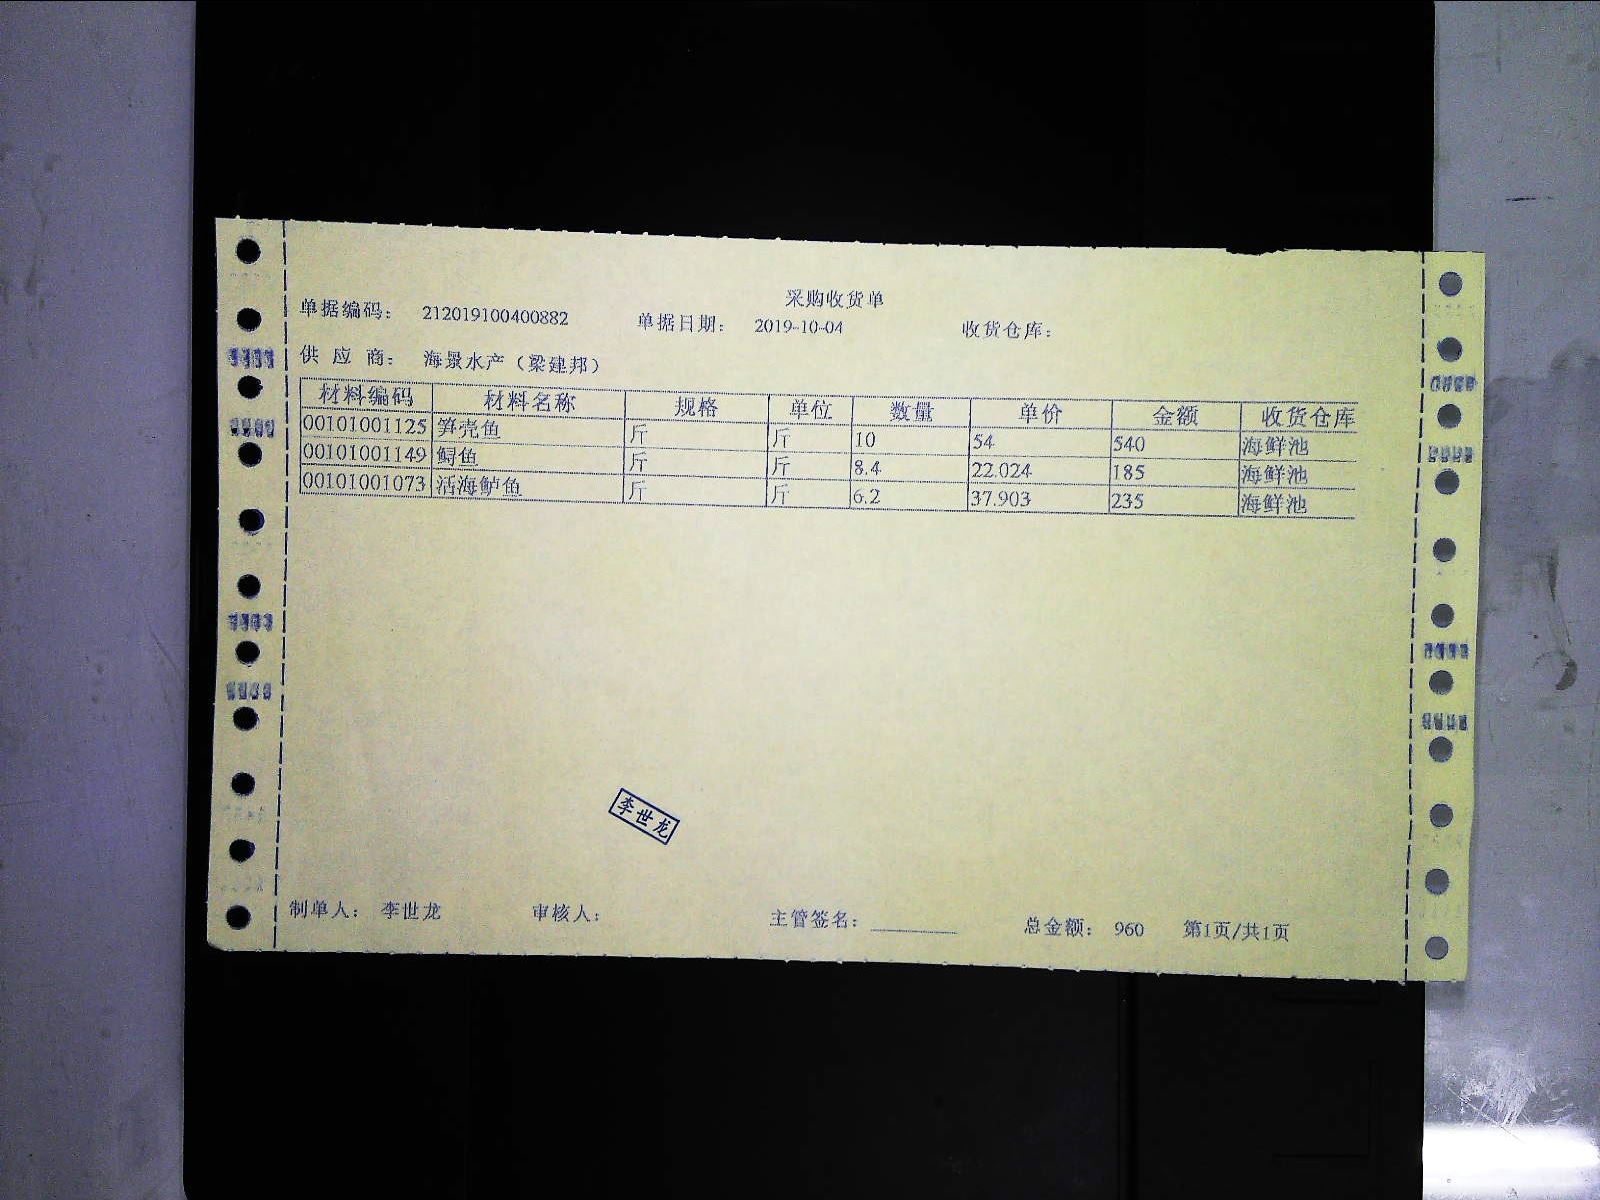 采购收货单
单据编码： 212019100400882 单据日期： 2019-10-04 收货仓库：
供 应 商： 海景水产（梁建邦）
材料编码 材料名称 规格 单位 数量 单价 金额 收货仓库
00101001125 笋壳鱼 斤 斤 10 54 540 海鲜池
00101001149 鲟鱼 斤 斤 8.4 22.024 185 海鲜池
00101001073 活海鲈鱼 斤 斤 6.2 37.903 235 海鲜池
李世龙
制单人： 李世龙 审核人： 主管签名： 总金额： 960 第1页/共1页